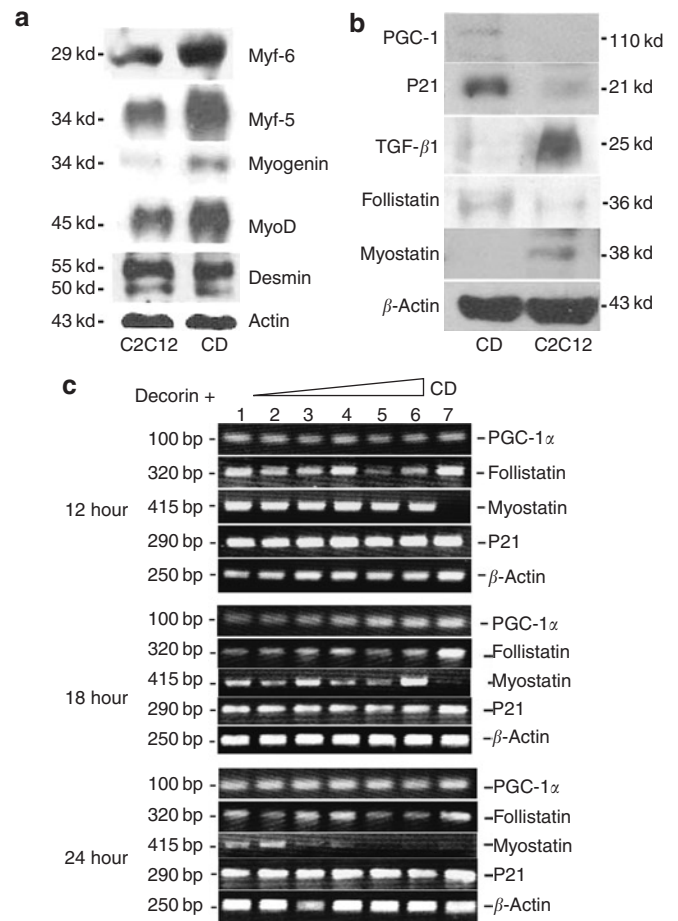 a
29 kd- Myf-6
34 kd- Myf-5
34 kd- Myogenin
45 kd- MyoD
55 kd-
50 kd- Desmin
43 kd- Actin
C2C12 CD
b
PGC-1 -110 kd
P21 -21 kd
TGF-β1 -25 kd
Follistatin -36 kd
Myostatin -38 kd
β-Actin -43 kd
CD C2C12
c
Decorin + CD
1 2 3 4 5 6 7
12 hour
100 bp - -PGC-1α
320 bp - -Follistatin
415 bp - -Myostatin
290 bp - -P21
250 bp - -β-Actin
18 hour
100 bp - -PGC-1α
320 bp - -Follistatin
415 bp - -Myostatin
290 bp - -P21
250 bp - -β-Actin
24 hour
100 bp - -PGC-1α
320 bp - -Follistatin
415 bp - -Myostatin
290 bp - -P21
250 bp - -β-Actin